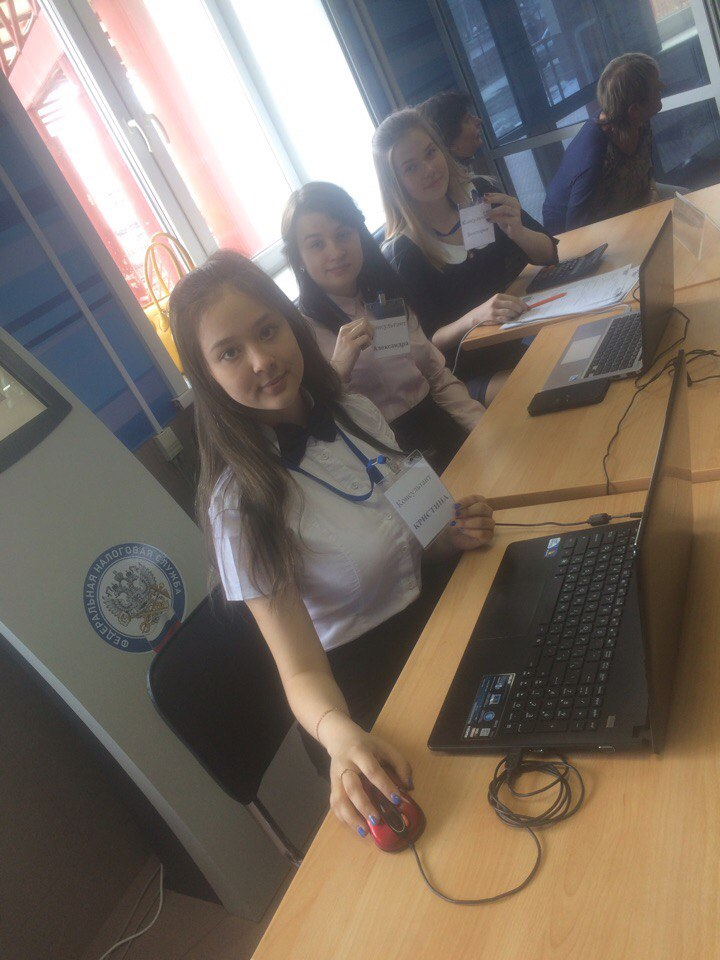 Консультант
КРИСТИНА
Консультант
Александра
ФЕДЕРАЛЬНАЯ НАЛОГОВАЯ СЛУЖБА